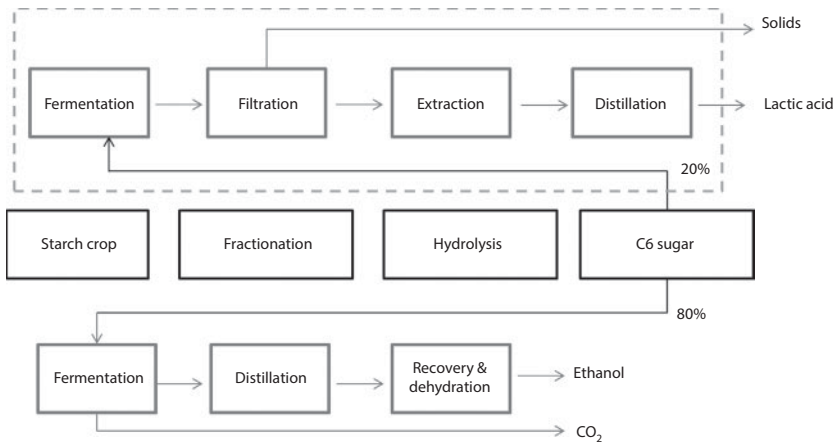 Solids
Fermentation
Filtration
Extraction
Distillation
Lactic acid
20%
Starch crop
Fractionation
Hydrolysis
C6 sugar
80%
Fermentation
Distillation
Recovery &
dehydration
Ethanol
CO₂